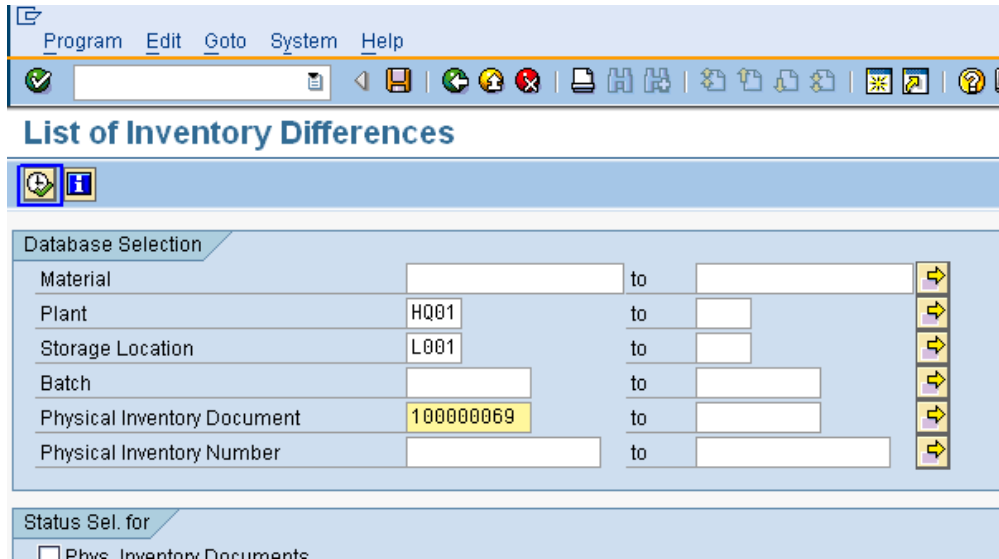 Program Edit Goto System Help
List of Inventory Differences
Database Selection
Material to
Plant HQ01 to
Storage Location L001 to
Batch to
Physical Inventory Document 100000069 to
Physical Inventory Number to
Status Sel. for
Phys. Inventory Documents